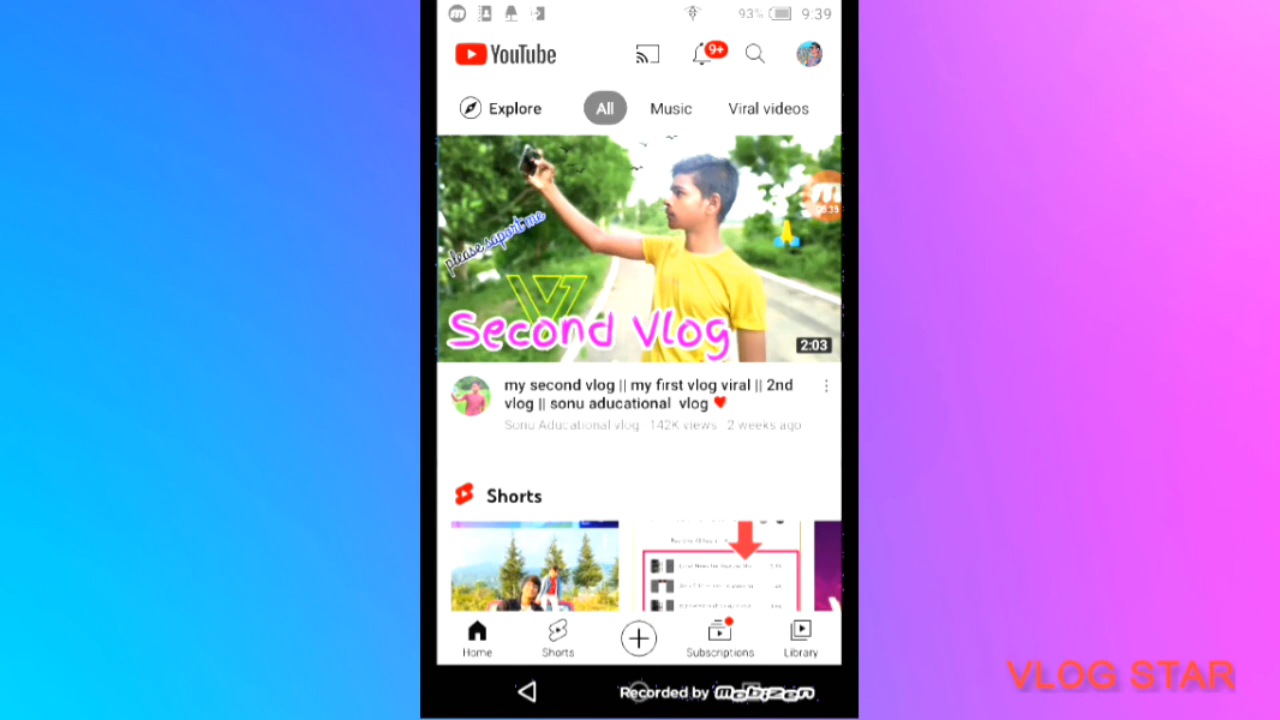 93% 9:39
YouTube 9+
Explore All Music Viral videos
please saport me
Second Vlog
2:03
my second vlog || my first vlog viral || 2nd
vlog || sonu aducational vlog ❤
Sonu Aducational vlog 142K views 2 weeks ago
Shorts
Home Shorts Subscriptions Library
Recorded by mobizen
VLOG STAR